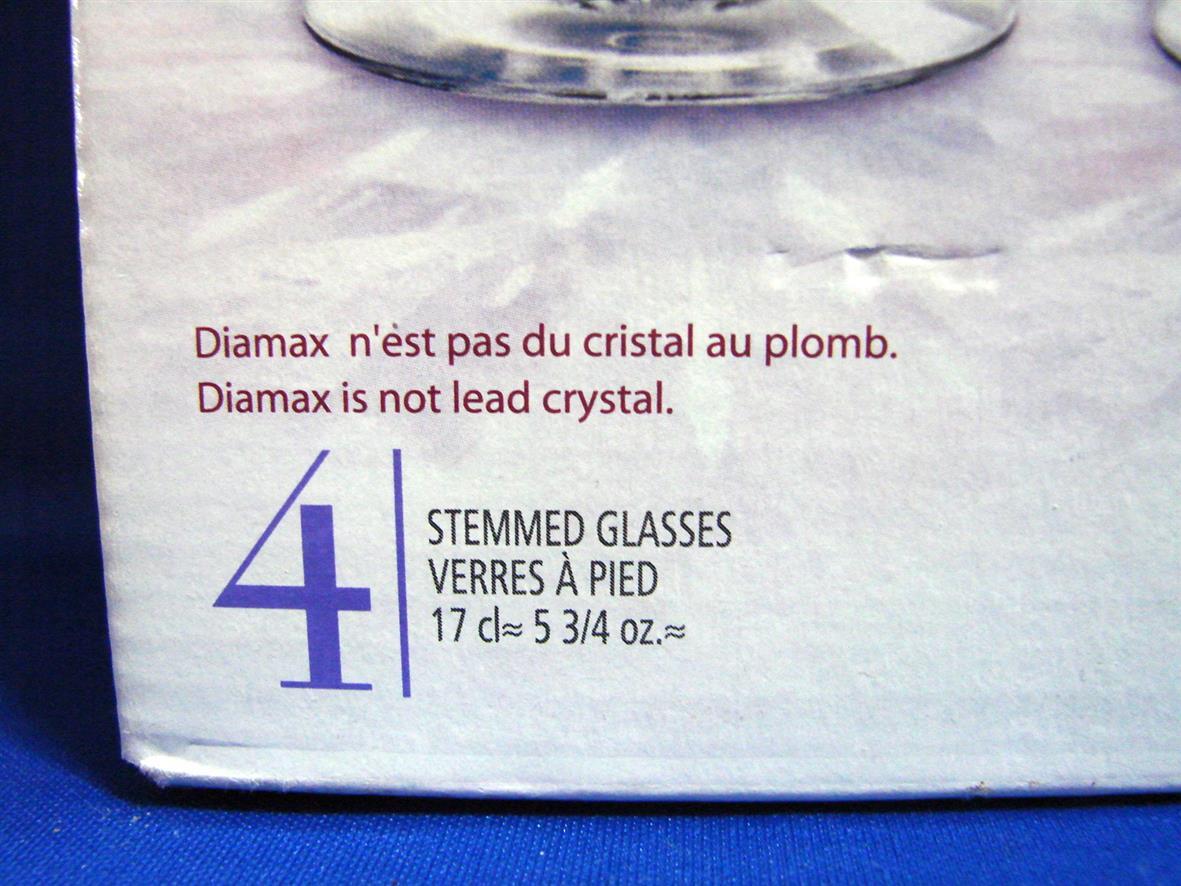 Diamax n'èst pas du cristal au plomb.
Diamax is not lead crystal.
4
STEMMED GLASSES
VERRES À PIED
17 cl≈ 5 3/4 oz.≈